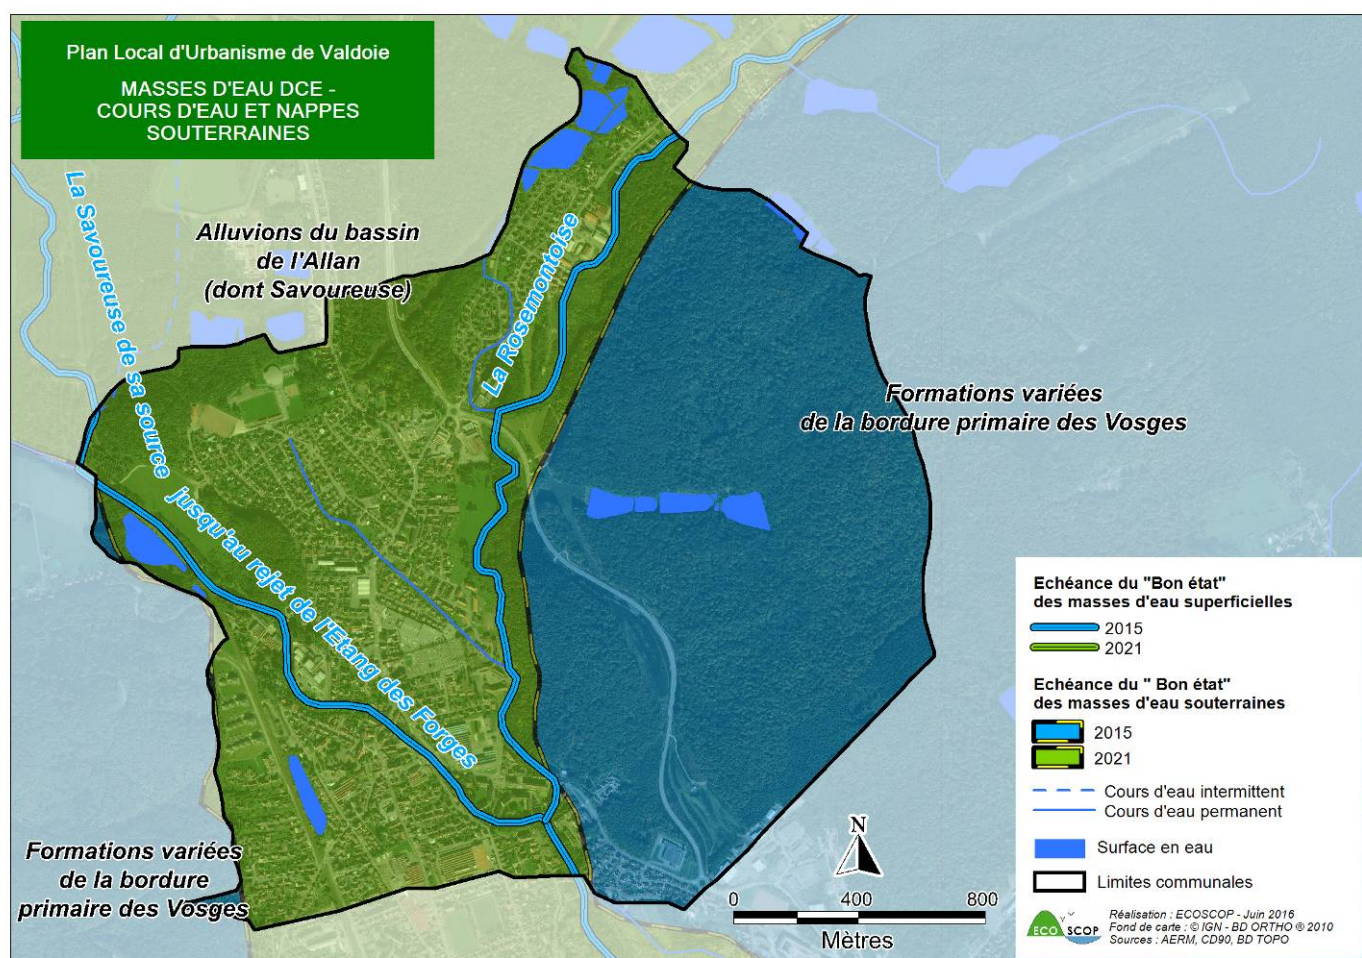 Plan Local d'Urbanisme de Valdoie
MASSES D'EAU DCE -
COURS D'EAU ET NAPPES
SOUTERRAINES
La Savoureuse de sa source jusqu'au rejet de l'Etang des Forges
Alluvions du bassin
de l'Allan
(dont Savoureuse)
La Rosemontoise
Formations variées
de la bordure primaire des Vosges
Formations variées
de la bordure
primaire des Vosges
Echéance du "Bon état"
des masses d'eau superficielles
2015
2021
Echéance du " Bon état"
des masses d'eau souterraines
2015
2021
Cours d'eau intermittent
Cours d'eau permanent
Surface en eau
Limites communales
N
0 400 800
Mètres
ECO SCOP
Réalisation : ECOSCOP - Juin 2016
Fond de carte : © IGN - BD ORTHO ® 2010
Sources : AERM, CD90, BD TOPO